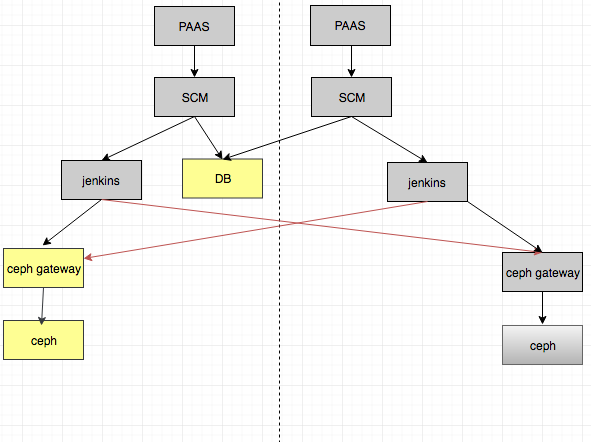 PAAS
PAAS
SCM
SCM
jenkins
DB
jenkins
ceph gateway
ceph gateway
ceph
ceph